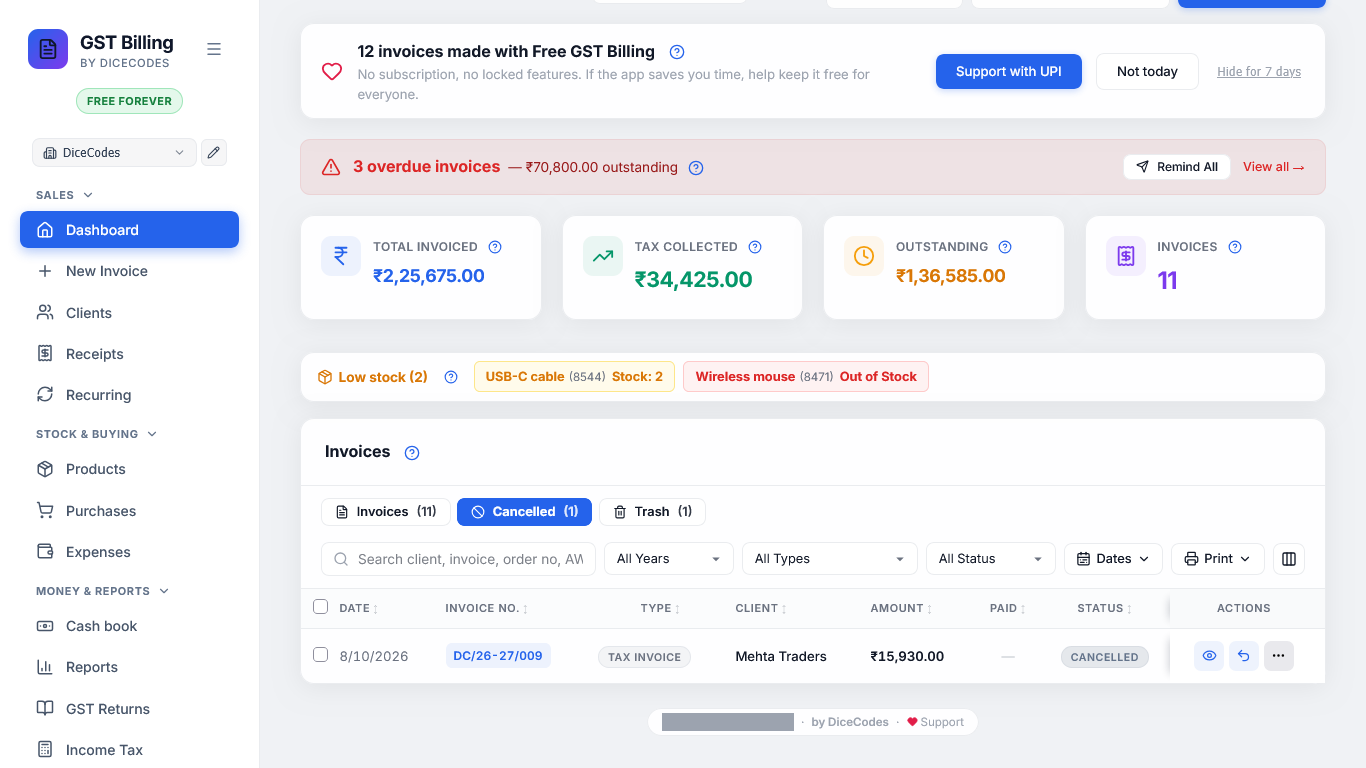 GST Billing
BY DICECODES
FREE FOREVER
DiceCodes
SALES
Dashboard
New Invoice
Clients
Receipts
Recurring
STOCK & BUYING
Products
Purchases
Expenses
MONEY & REPORTS
Cash book
Reports
GST Returns
Income Tax
12 invoices made with Free GST Billing
No subscription, no locked features. If the app saves you time, help keep it free for
everyone.
Support with UPI
Not today
Hide for 7 days
3 overdue invoices — ₹70,800.00 outstanding
Remind All
View all →
TOTAL INVOICED
₹2,25,675.00
TAX COLLECTED
₹34,425.00
OUTSTANDING
₹1,36,585.00
INVOICES
11
Low stock (2)
USB-C cable (8544) Stock: 2
Wireless mouse (8471) Out of Stock
Invoices
Invoices (11)
Cancelled (1)
Trash (1)
Search client, invoice, order no, AW
All Years
All Types
All Status
Dates
Print
DATE INVOICE NO. TYPE CLIENT AMOUNT PAID STATUS ACTIONS
8/10/2026 DC/26-27/009 TAX INVOICE Mehta Traders ₹15,930.00 — CANCELLED
· by DiceCodes · Support